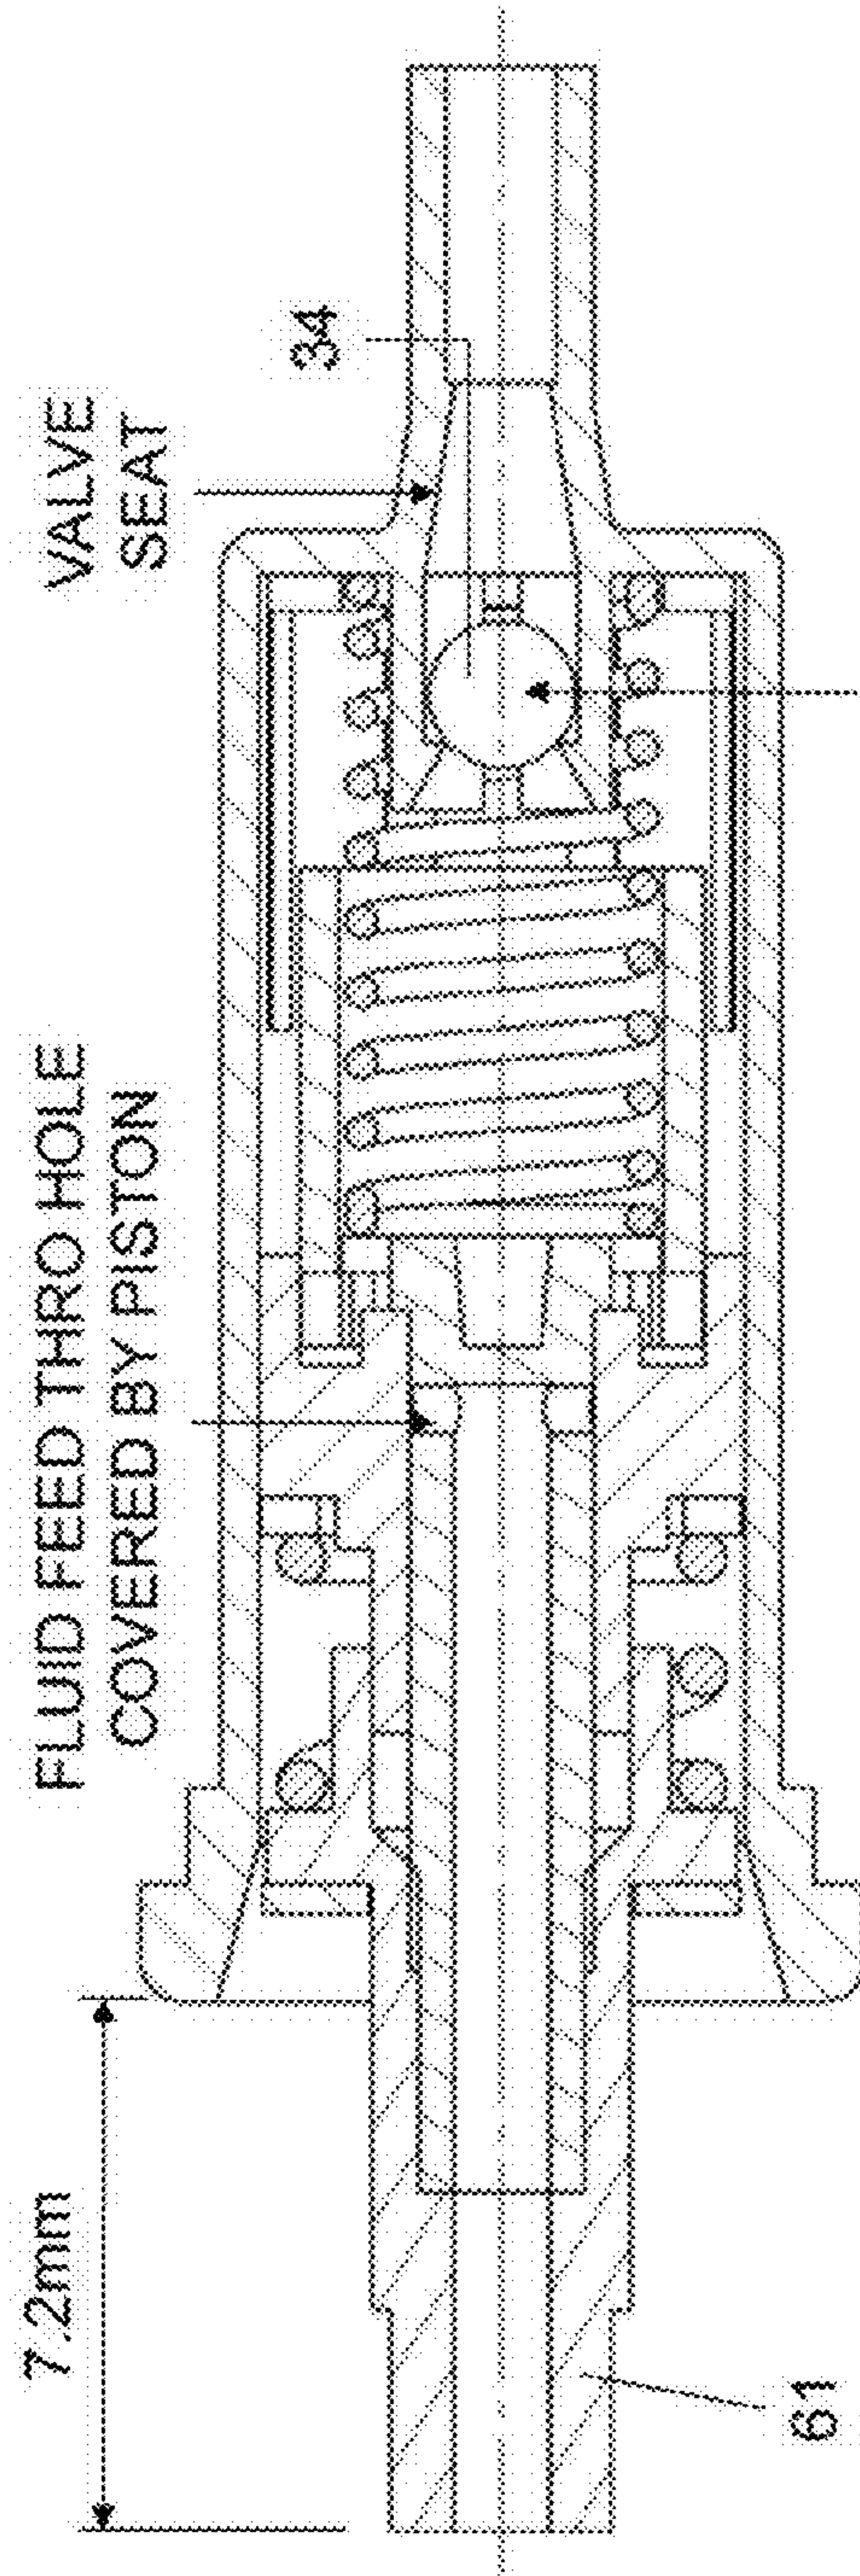 7.2mm
FLUID FEED THRO HOLE
COVERED BY PISTON
VALVE
SEAT
34
61